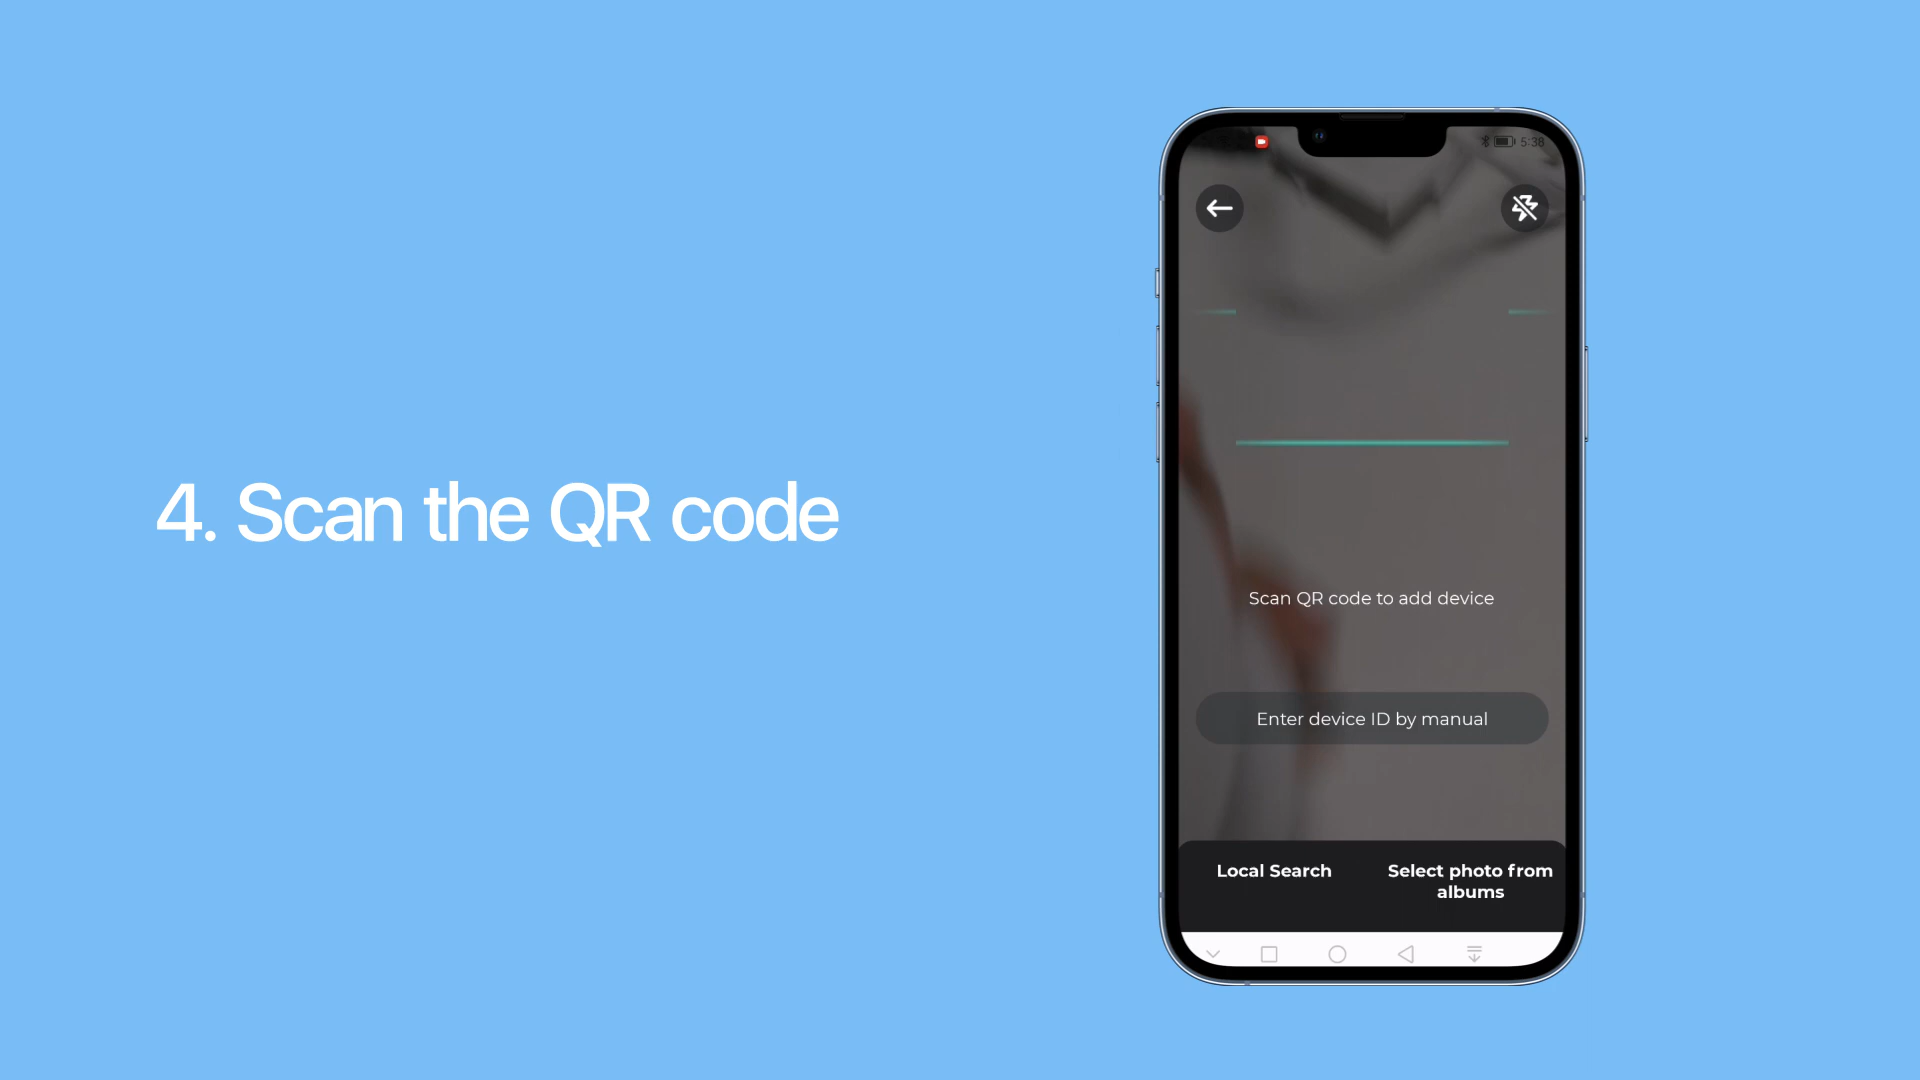 4. Scan the QR code
5:38
Scan QR code to add device
Enter device ID by manual
Local Search
Select photo from
albums